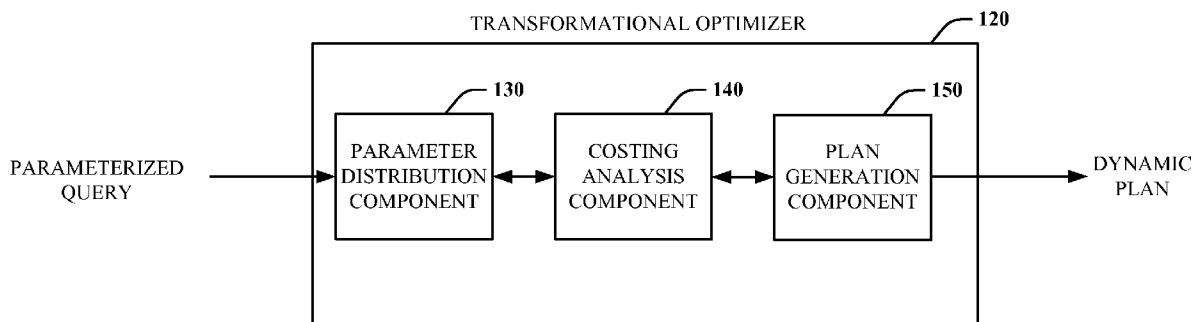 TRANSFORMATIONAL OPTIMIZER
120
130
140
150
PARAMETERIZED
QUERY
PARAMETER
DISTRIBUTION
COMPONENT
COSTING
ANALYSIS
COMPONENT
PLAN
GENERATION
COMPONENT
DYNAMIC
PLAN